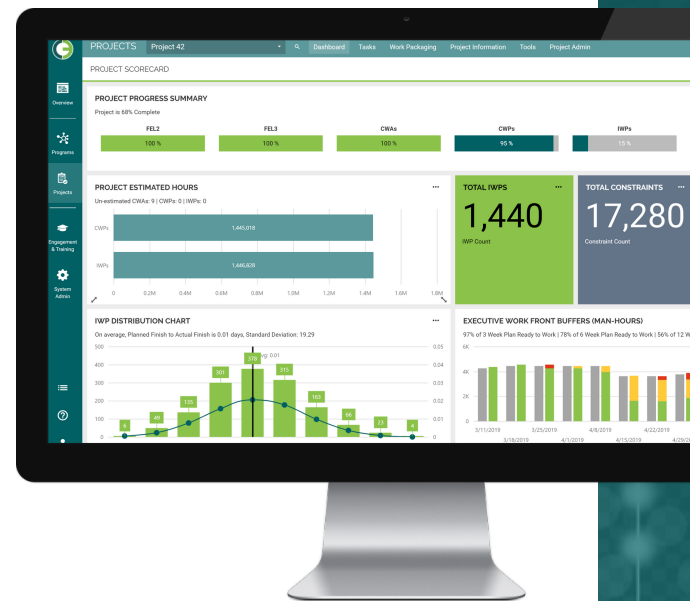 PROJECTS Project 42 Dashboard Tasks Work Packaging Project Information Tools Project Admin
PROJECT SCORECARD
Overview
Programs
Projects
Engagement
& Training
System
Admin
PROJECT PROGRESS SUMMARY
Project is 68% Complete
FEL2 FEL3 CWAs CWPs IWPs
100 % 100 % 100 % 95 % 15 %
PROJECT ESTIMATED HOURS
Un-estimated CWAs: 9 | CWPs: 0 | IWPs: 0
CWPs 1,445,018
IWPs 1,446,828
0 0.2M 0.4M 0.6M 0.8M 1.0M 1.2M 1.4M 1.6M 1.8M
TOTAL IWPS
1,440
IWP Count
TOTAL CONSTRAINTS
17,280
Constraint Count
IWP DISTRIBUTION CHART
On average, Planned Finish to Actual Finish is 0.01 days, Standard Deviation: 19.29
500 0.05
400 0.04
300 0.03
200 0.02
100 0.01
0 0
6 49 135 301 378 315 163 66 23 4
0.01
EXECUTIVE WORK FRONT BUFFERS (MAN-HOURS)
97% of 3 Week Plan Ready to Work | 78% of 6 Week Plan Ready to Work | 56% of 12 W
6K
4K
2K
0
3/11/2019 3/25/2019 4/8/2019 4/22/2019
3/18/2019 4/1/2019 4/15/2019 4/29/20